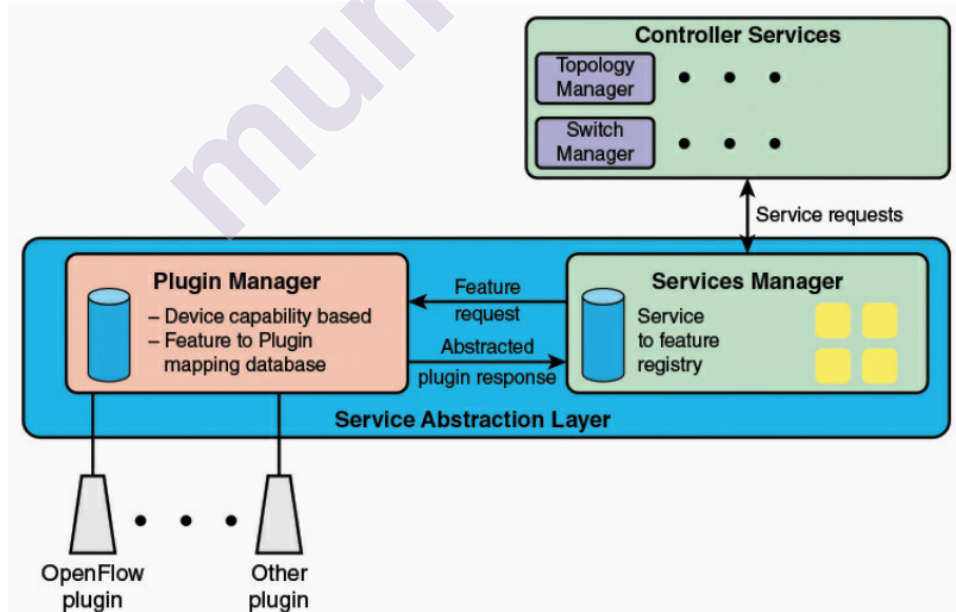 mun
Controller Services
Topology
Manager
Switch
Manager
Service requests
Plugin Manager
– Device capability based
– Feature to Plugin
mapping database
Feature
request
Abstracted
plugin response
Services Manager
Service
to feature
registry
Service Abstraction Layer
OpenFlow
plugin
Other
plugin